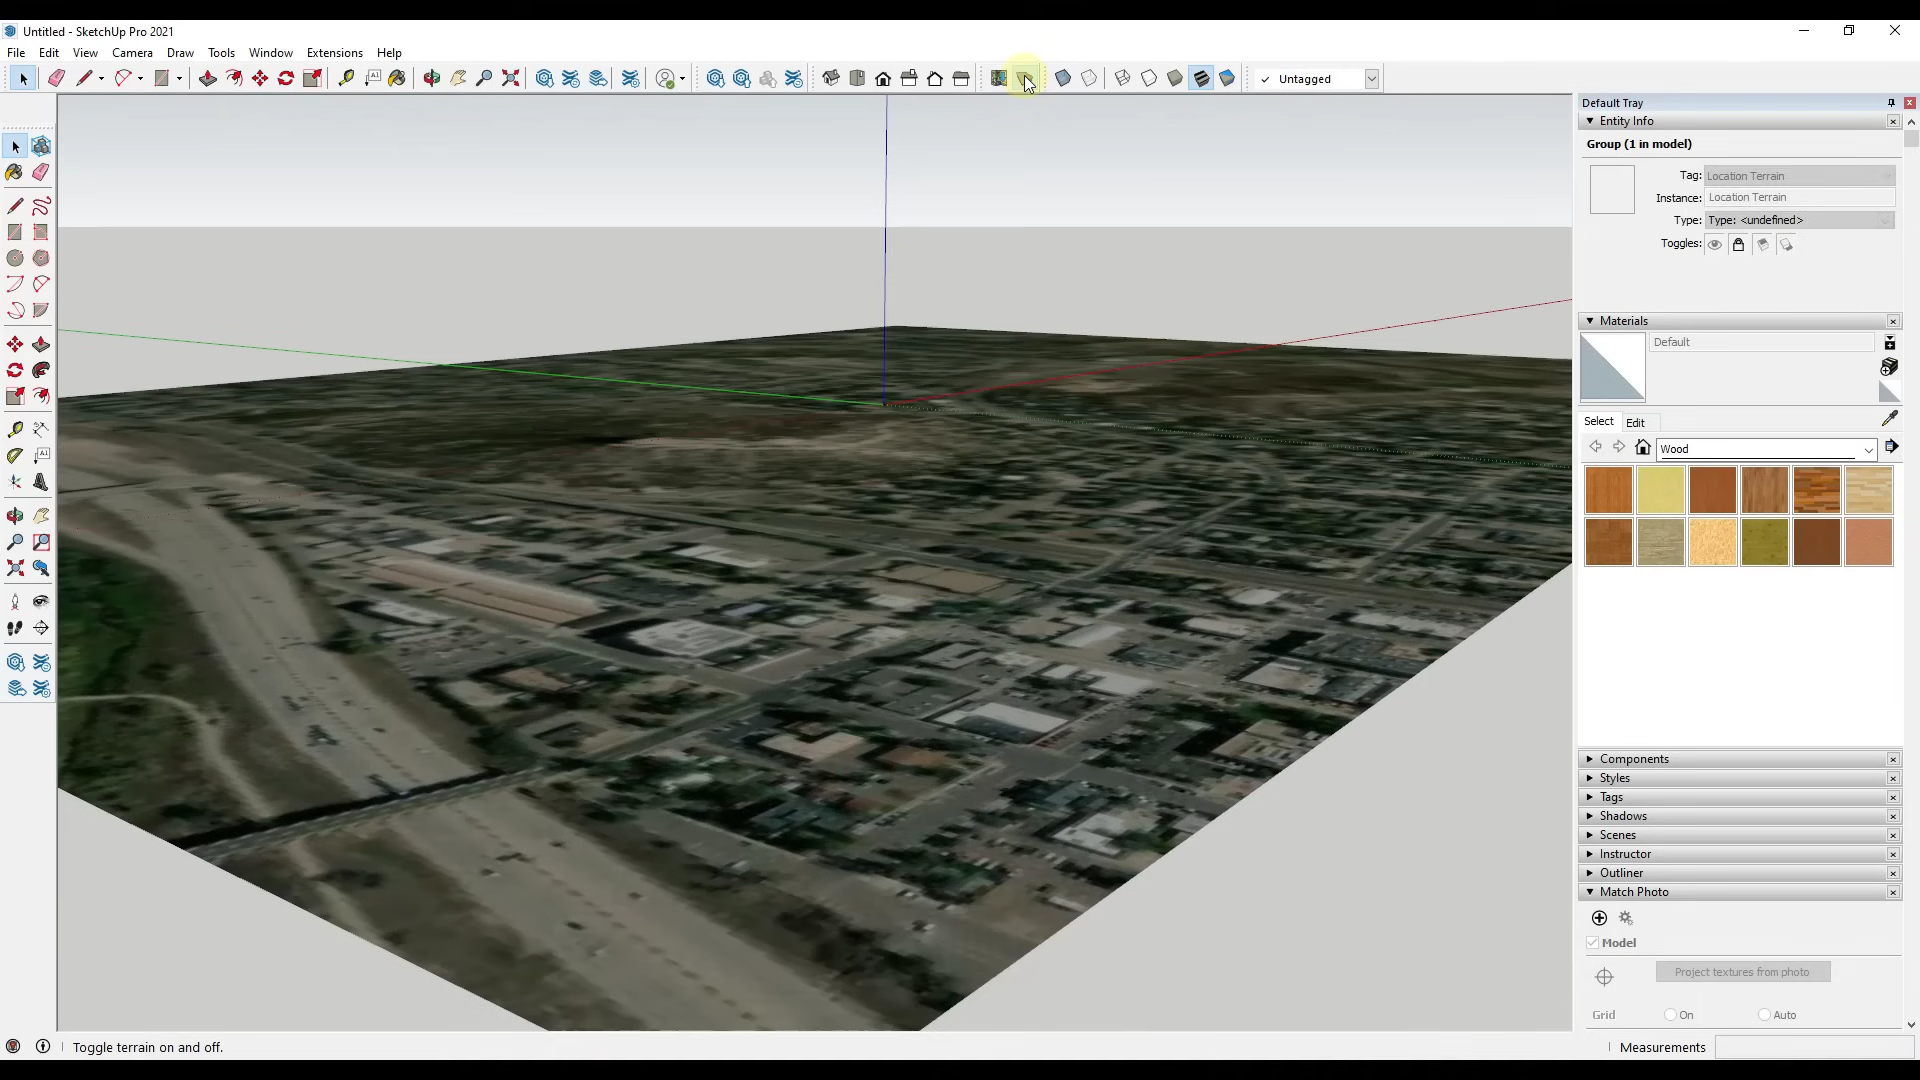 Untitled - SketchUp Pro 2021
File Edit View Camera Draw Tools Window Extensions Help
A1
Untagged
Default Tray
Entity Info
Group (1 in model)
Tag: Location Terrain
Instance: Location Terrain
Type: Type: <undefined>
Toggles:
Materials
Default
Select Edit
Wood
A1
Components
Styles
Tags
Shadows
Scenes
Instructor
Outliner
Match Photo
Model
Project textures from photo
Grid On Auto
Toggle terrain on and off.
Measurements